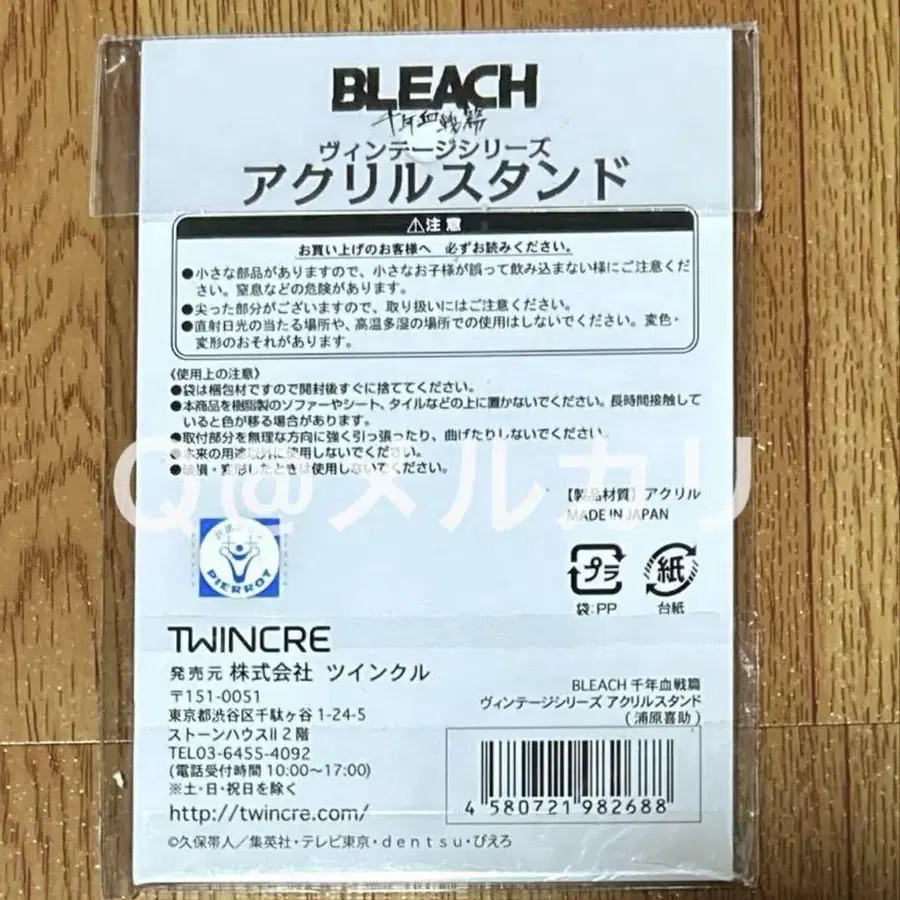 BLEACH
千年血戦篇
ヴィンテージシリーズ
アクリルスタンド
⚠注意
お買い上げのお客様へ 必ずお読みください。
●小さな部品がありますので、小さなお子様が誤って飲み込まない様にご注意くだ
さい。窒息などの危険があります。
●尖った部分がございますので、取り扱いにはご注意ください。
●直射日光の当たる場所や、高温多湿の場所での使用はしないでください。変色・
変形のおそれがあります。
〈使用上の注意〉
●袋は梱包材ですので開封後すぐに捨ててください。
●本商品を樹脂製のソファーやシート、タイルなどの上に置かないでください。長時間接触して
いると色が移る場合があります。
●取付部分を無理な方向に強く引っ張ったり、曲げたりしないでください。
●本来の用途以外に使用しないでください。
●破損・変形したときは使用しないでください。
Q@メルカリ
【製品材質】アクリル
MADE IN JAPAN
PIERROT
プラ 紙
袋:PP 台紙
TWINCRE
発売元 株式会社 ツインクル
〒151-0051
東京都渋谷区千駄ヶ谷1-24-5
ストーンハウスII 2階
TEL03-6455-4092
(電話受付時間 10:00〜17:00)
※土・日・祝日を除く
http://twincre.com/
BLEACH 千年血戦篇
ヴィンテージシリーズ アクリルスタンド
(浦原喜助)
4 580721 982688
©久保帯人/集英社・テレビ東京・dentsu・ぴえろ